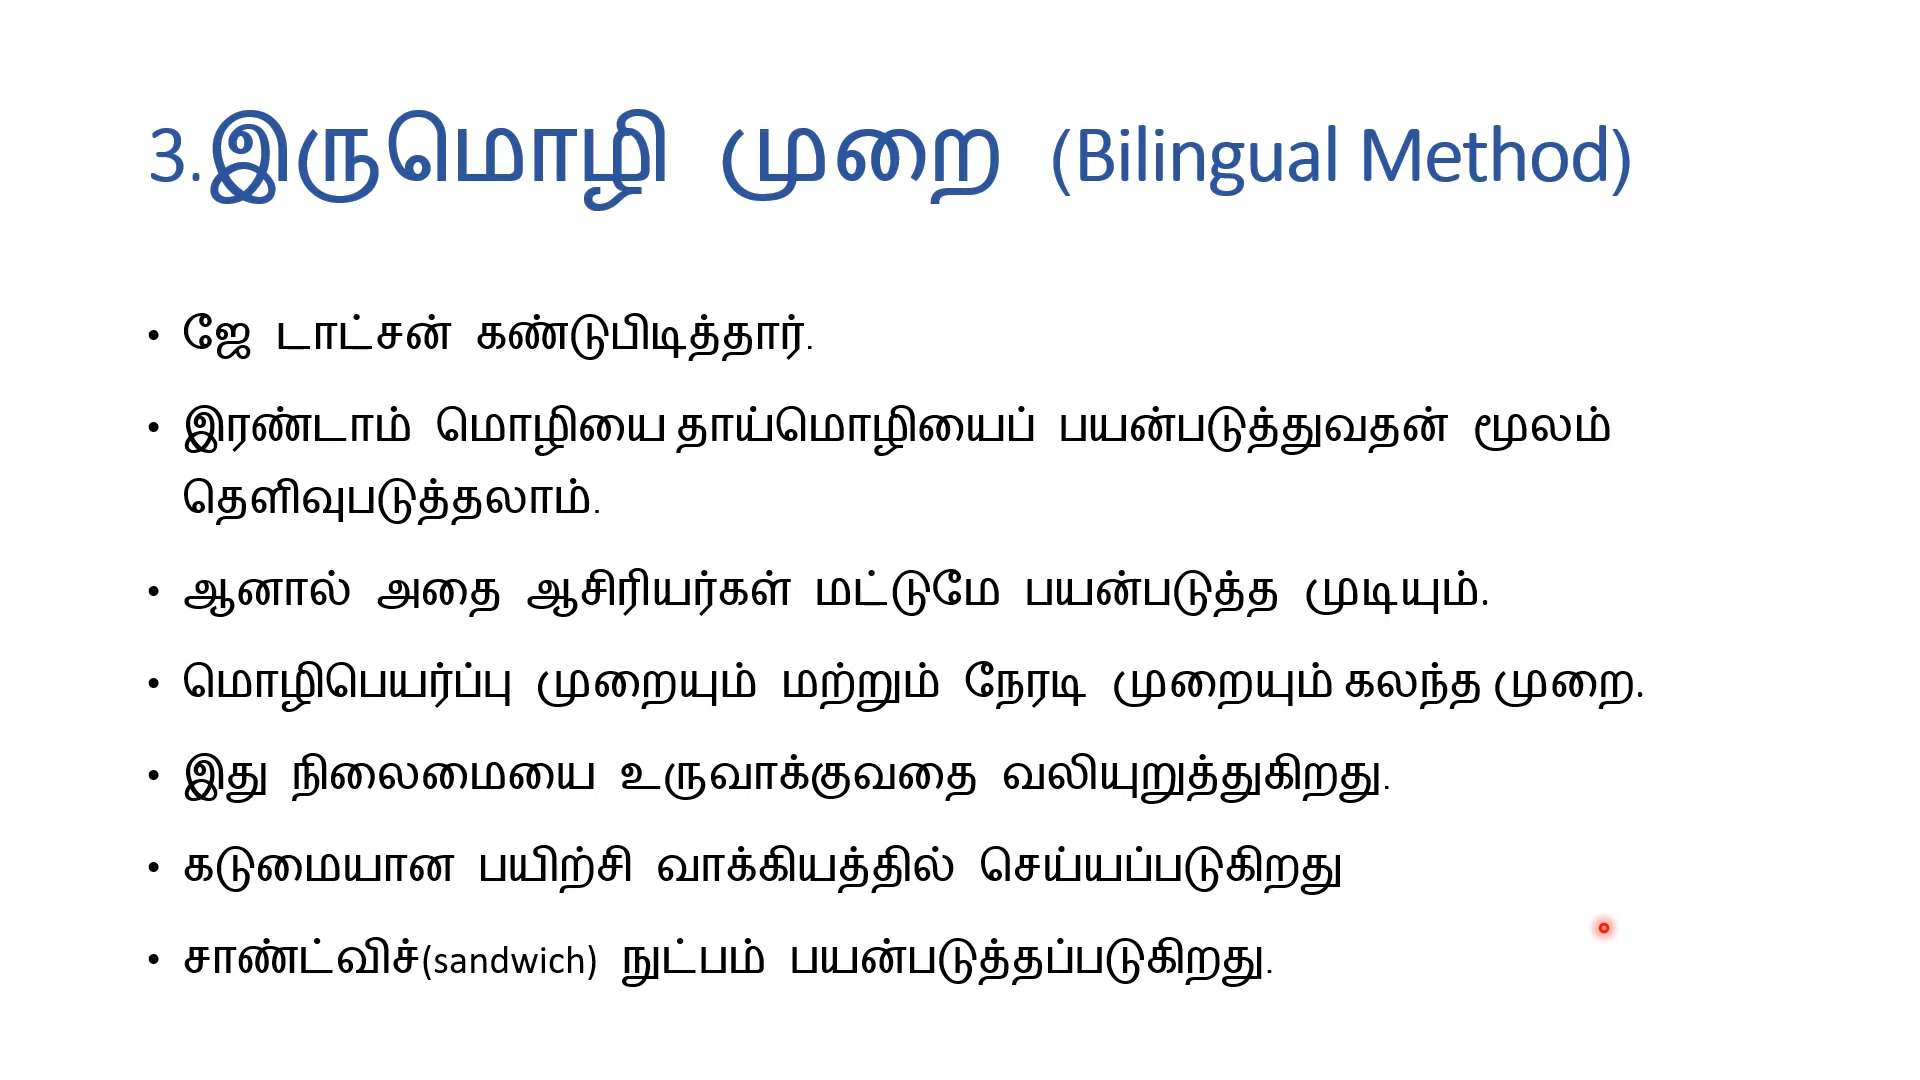 3.இருமொழி முறை (Bilingual Method)
• ஜே டாட்சன் கண்டுபிடித்தார்.
• இரண்டாம் மொழியை தாய்மொழியைப் பயன்படுத்துவதன் மூலம்
தெளிவுபடுத்தலாம்.
• ஆனால் அதை ஆசிரியர்கள் மட்டுமே பயன்படுத்த முடியும்.
• மொழிபெயர்ப்பு முறையும் மற்றும் நேரடி முறையும் கலந்த முறை.
• இது நிலைமையை உருவாக்குவதை வலியுறுத்துகிறது.
• கடுமையான பயிற்சி வாக்கியத்தில் செய்யப்படுகிறது
• சாண்ட்விச்(sandwich) நுட்பம் பயன்படுத்தப்படுகிறது.